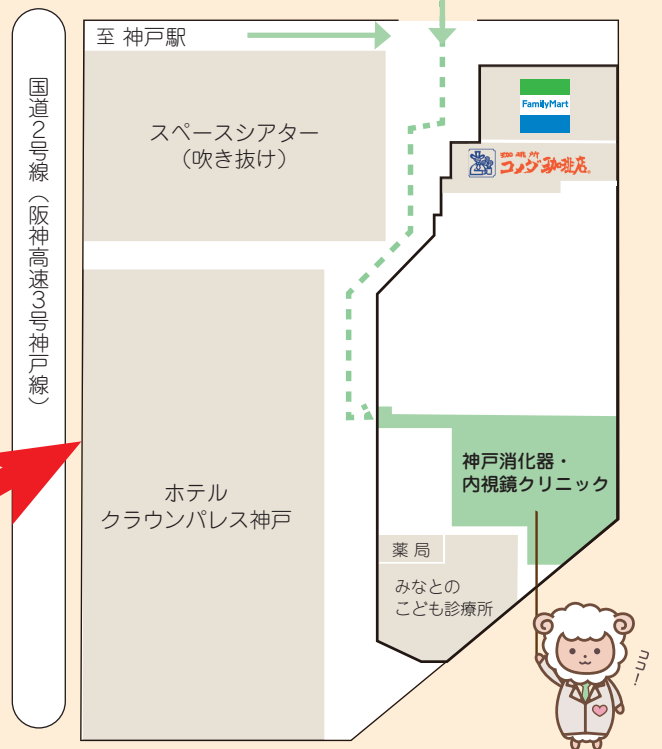 至 神戸駅
国道2号線(阪神高速3号神戸線)
スペースシアター
(吹き抜け)
FamilyMart
珈琲所
コメダ珈琲店。
神戸消化器・
内視鏡クリニック
ホテル
クラウンパレス神戸
薬局
みなとの
こども診療所
ココ!